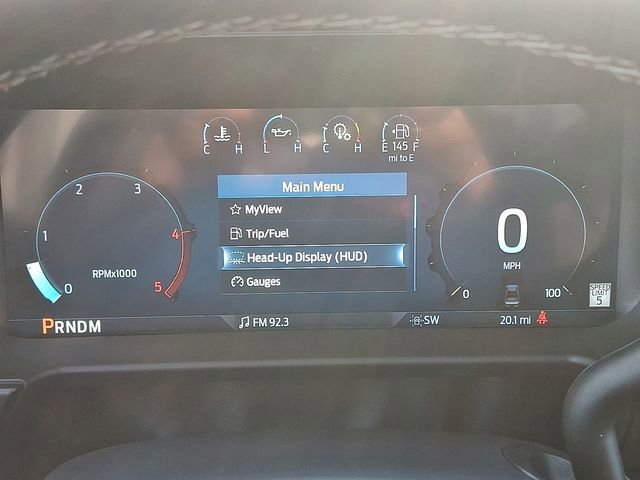 C H
L H
C H
E 145 F
mi to E
Main Menu
MyView
Trip/Fuel
Head-Up Display (HUD)
Gauges
0
1
2
3
4
5
RPMx1000
0
MPH
0 100
SPEED
LIMIT
5
PRNDM
FM 92.3
SW
20.1 mi